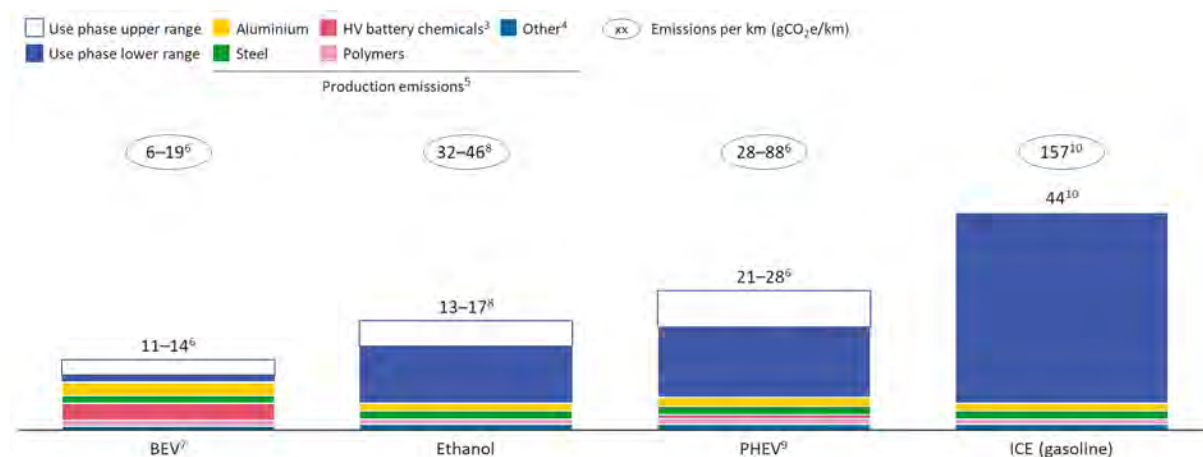 Use phase upper range Aluminium HV battery chemicals³ Other⁴ xx Emissions per km (gCO₂e/km)
Use phase lower range Steel Polymers
Production emissions⁵
6–19⁶ 32–46⁸ 28–88⁶ 157¹⁰
44¹⁰
21–28⁶
13–17⁸
11–14⁶
BEV⁷ Ethanol PHEV⁹ ICE (gasoline)